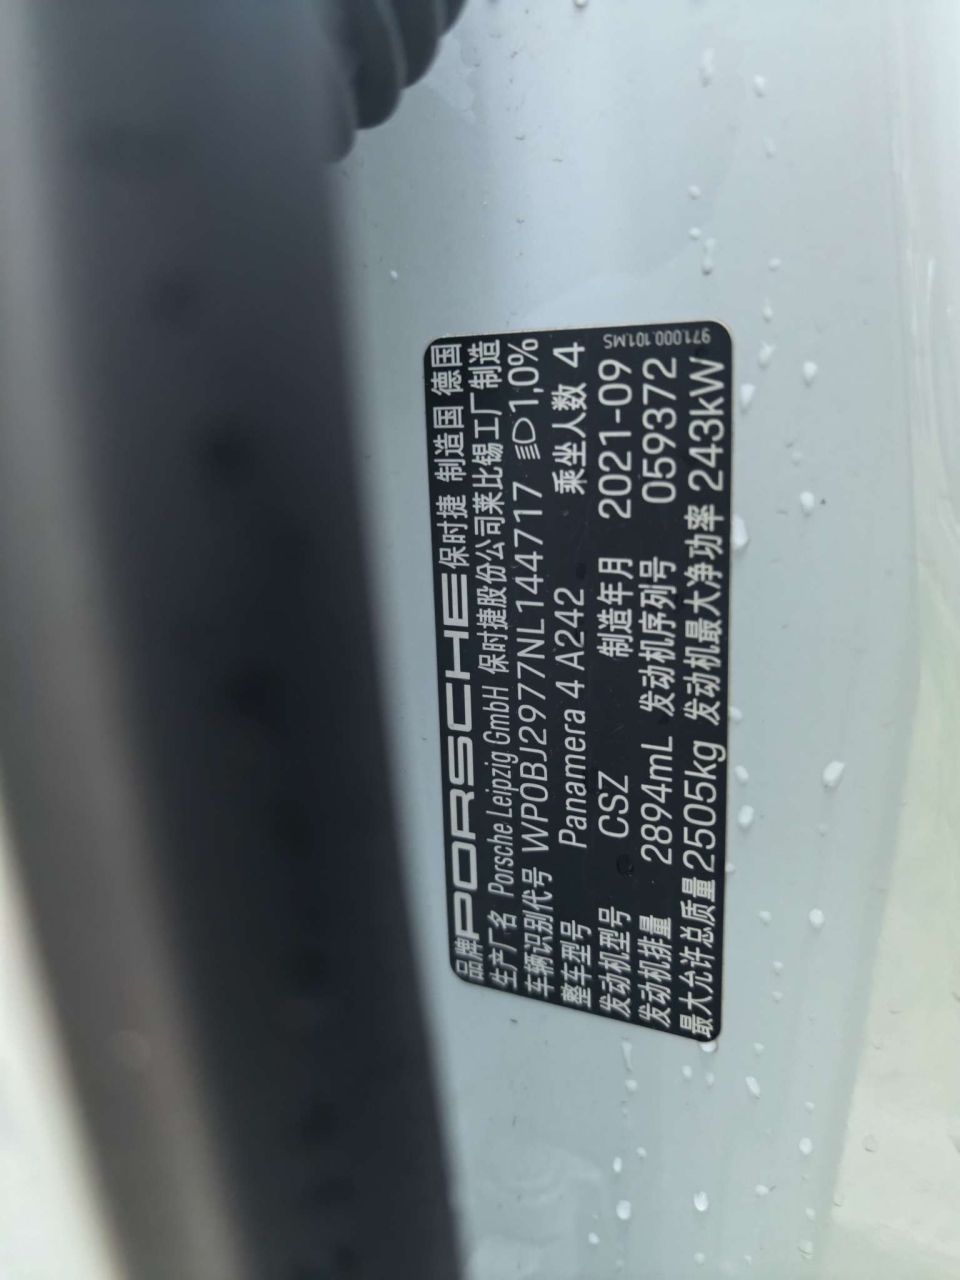 品牌 PORSCHE 保时捷 制造国 德国
生产厂名 Porsche Leipzig GmbH 保时捷股份公司莱比锡工厂制造
车辆识别代号 WP0BJ2977NL144717 1,0%
整车型号 Panamera 4 A242 乘坐人数 4
发动机型号 CSZ 制造年月 2021-09
发动机排量 2894mL 发动机序列号 059372
最大允许总质量 2505kg 发动机最大净功率 243kW
971.000.101.MS